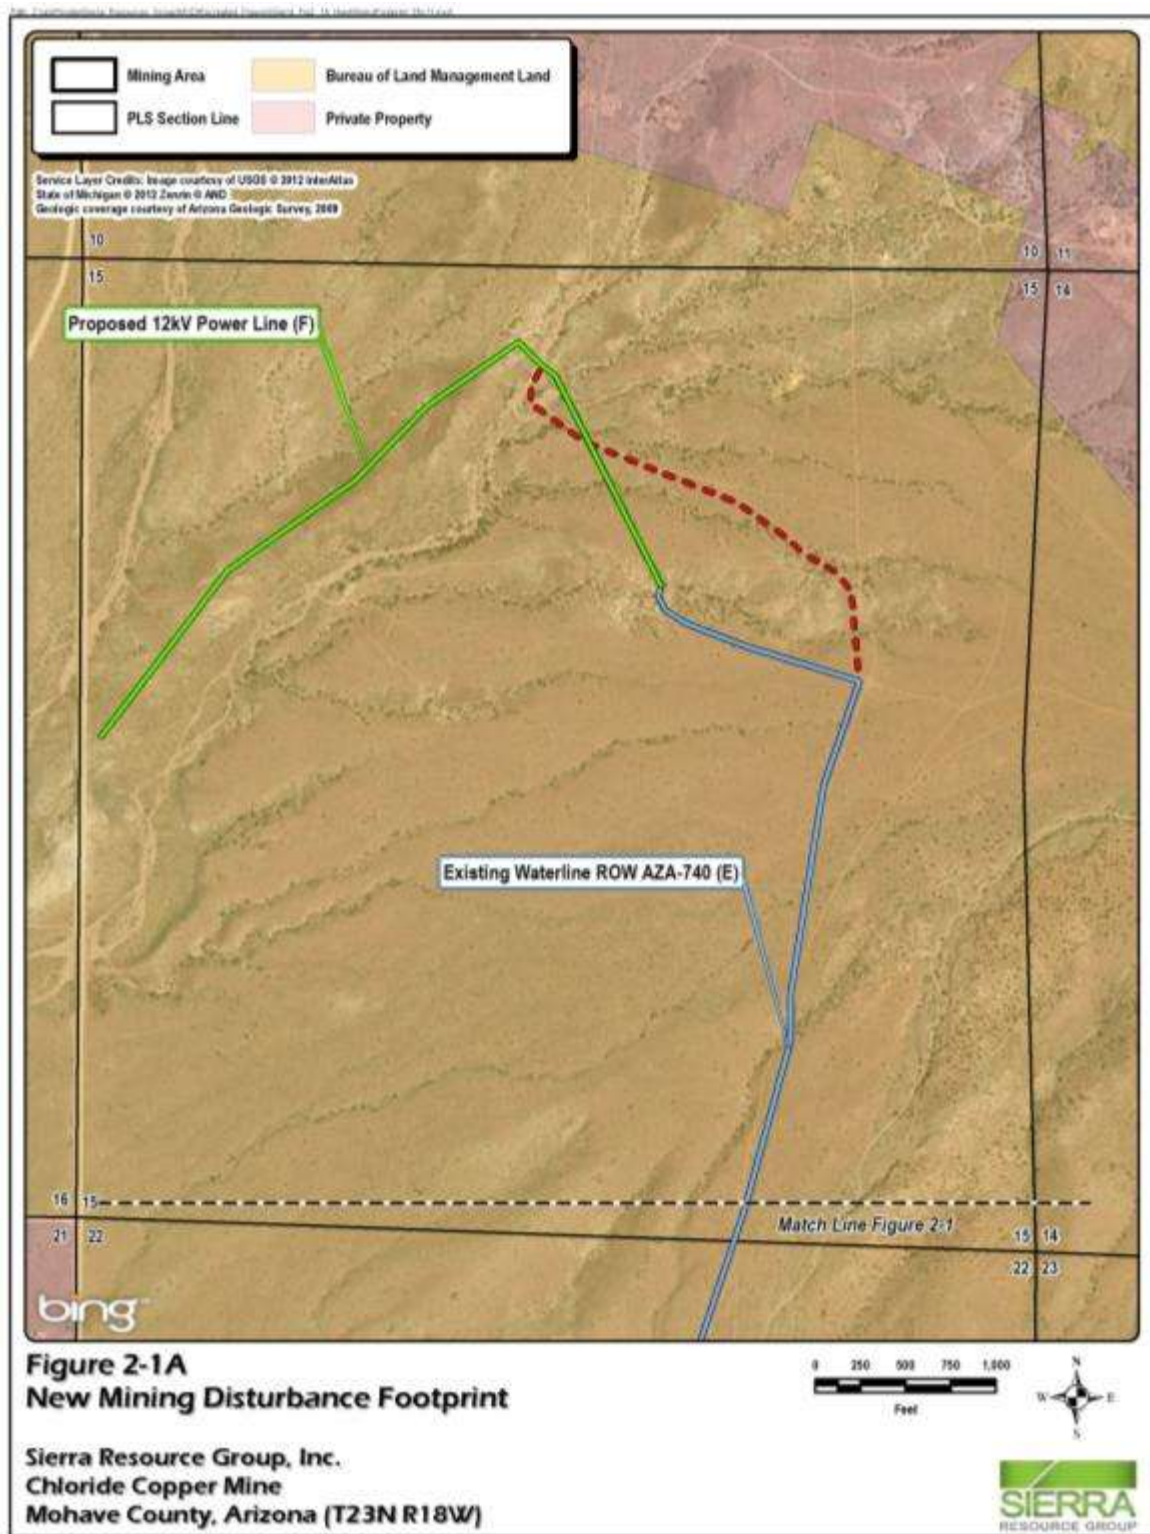 Mining Area
Bureau of Land Management Land
PLS Section Line
Private Property
Service Layer Credits: Image courtesy of USGS © 2012 InterAtlas
State of Michigan © 2012 Zenrin © AND
Geologic coverage courtesy of Arizona Geologic Survey, 2009
10
10 11
15
15 14
Proposed 12kV Power Line (F)
Existing Waterline ROW AZA-740 (E)
16 15
Match Line Figure 2-1
21 22
15 14
22 23
bing™
Figure 2-1A
New Mining Disturbance Footprint
0 250 500 750 1,000
Feet
N
W E
S
Sierra Resource Group, Inc.
Chloride Copper Mine
Mohave County, Arizona (T23N R18W)
SIERRA
RESOURCE GROUP